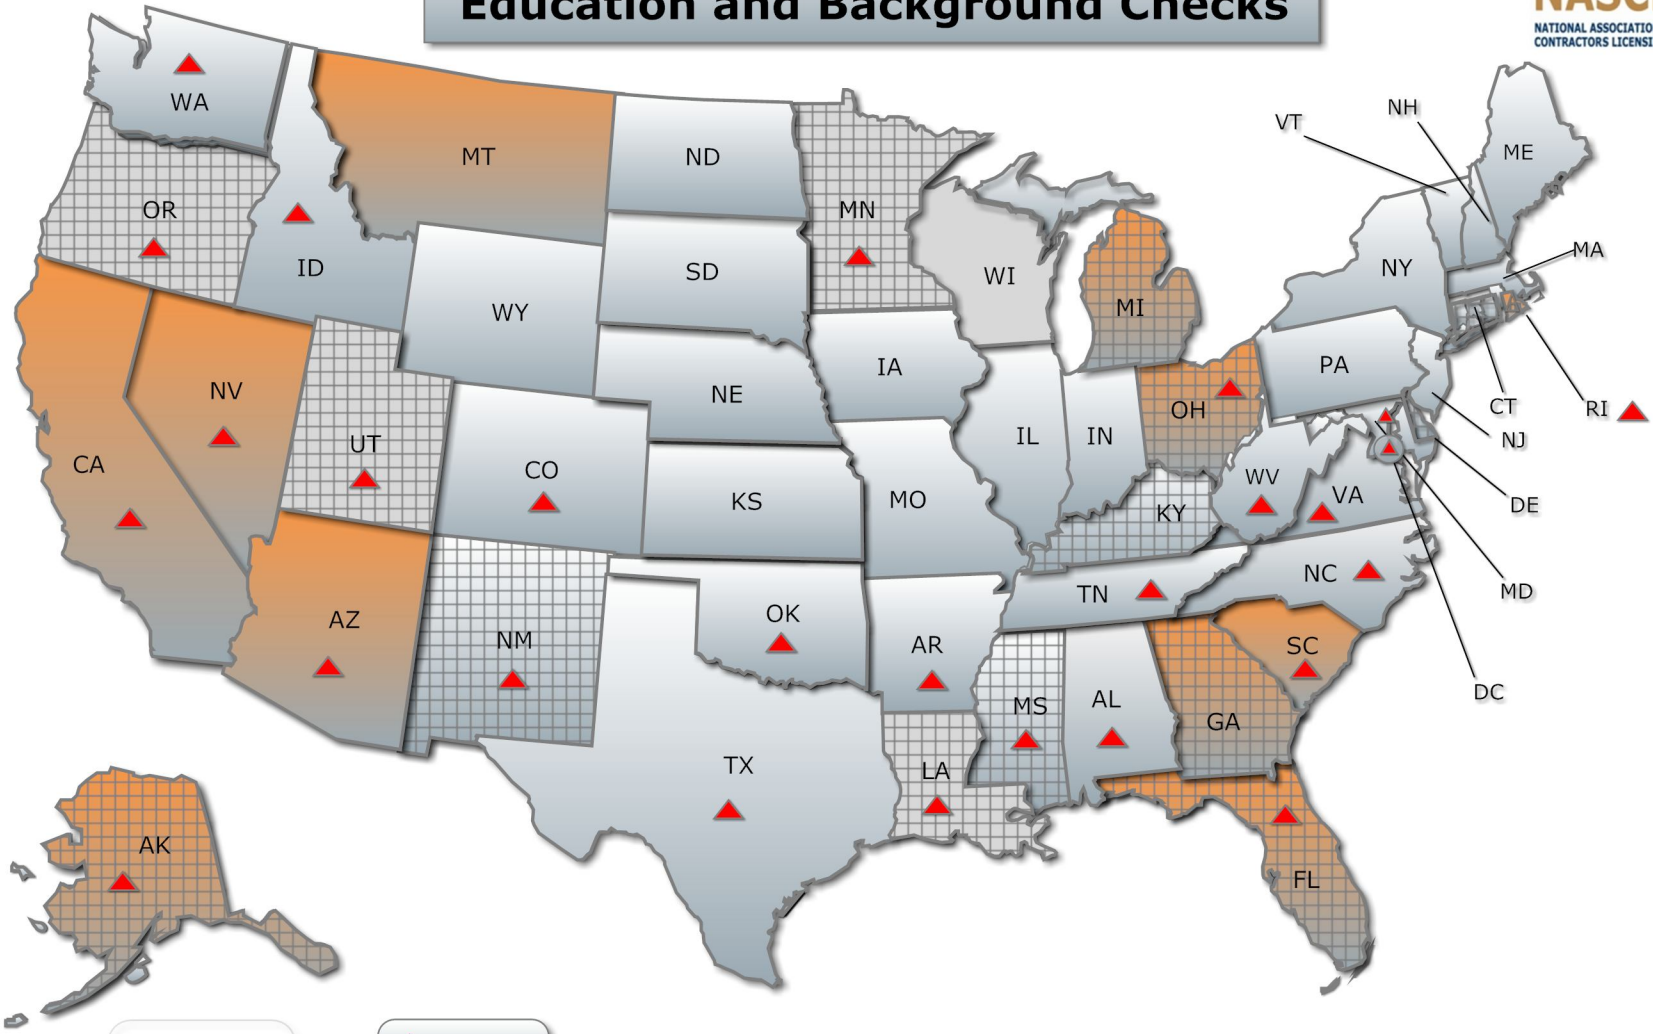 Education and Background Checks
NATIONAL ASSOCIATIO
CONTRACTORS LICENSI
WA
MT
ND
MN
VT
NH
ME
OR
ID
SD
WI
MI
NY
MA
WY
IA
PA
NV
NE
OH
CT
RI
NJ
UT
CA
CO
KS
MO
IL
IN
WV
VA
KY
DE
AZ
NM
OK
AR
TN
NC
MD
SC
MS
AL
GA
DC
TX
LA
AK
FL